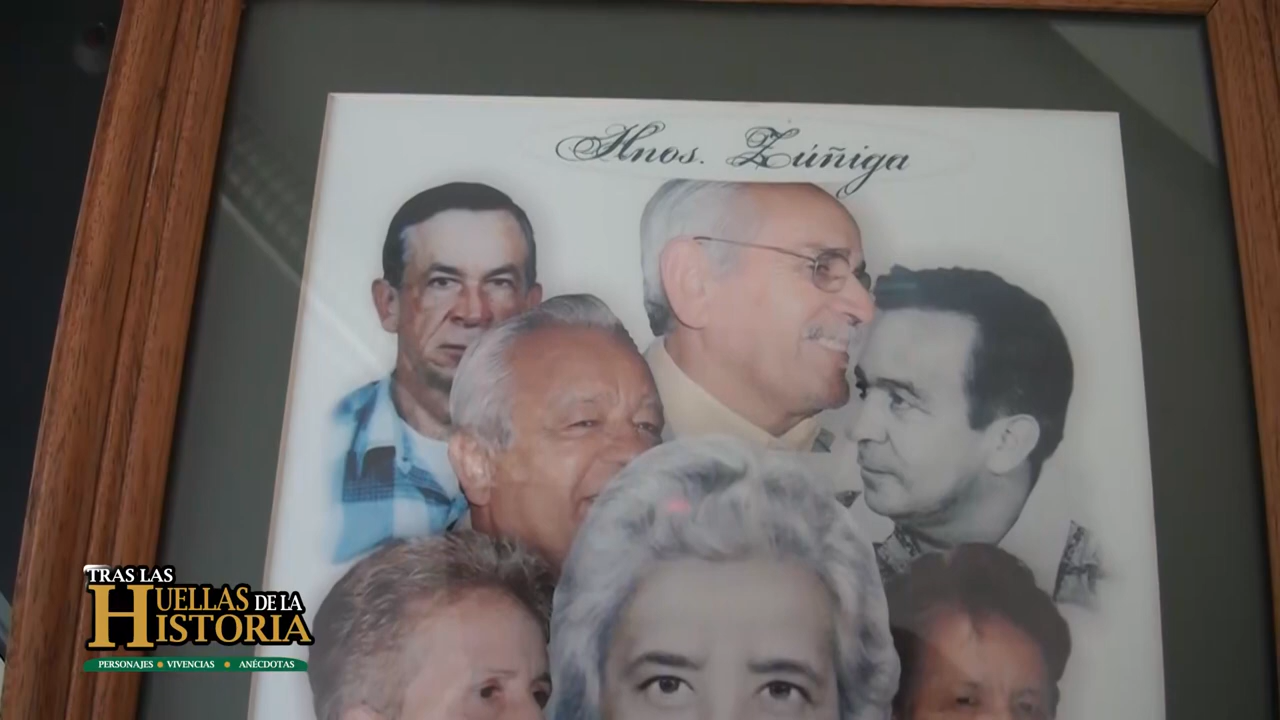 Hnos. Zúñiga
TRAS LAS
HUELLAS DE LA
HISTORIA
PERSONAJES • VIVENCIAS • ANÉCDOTAS